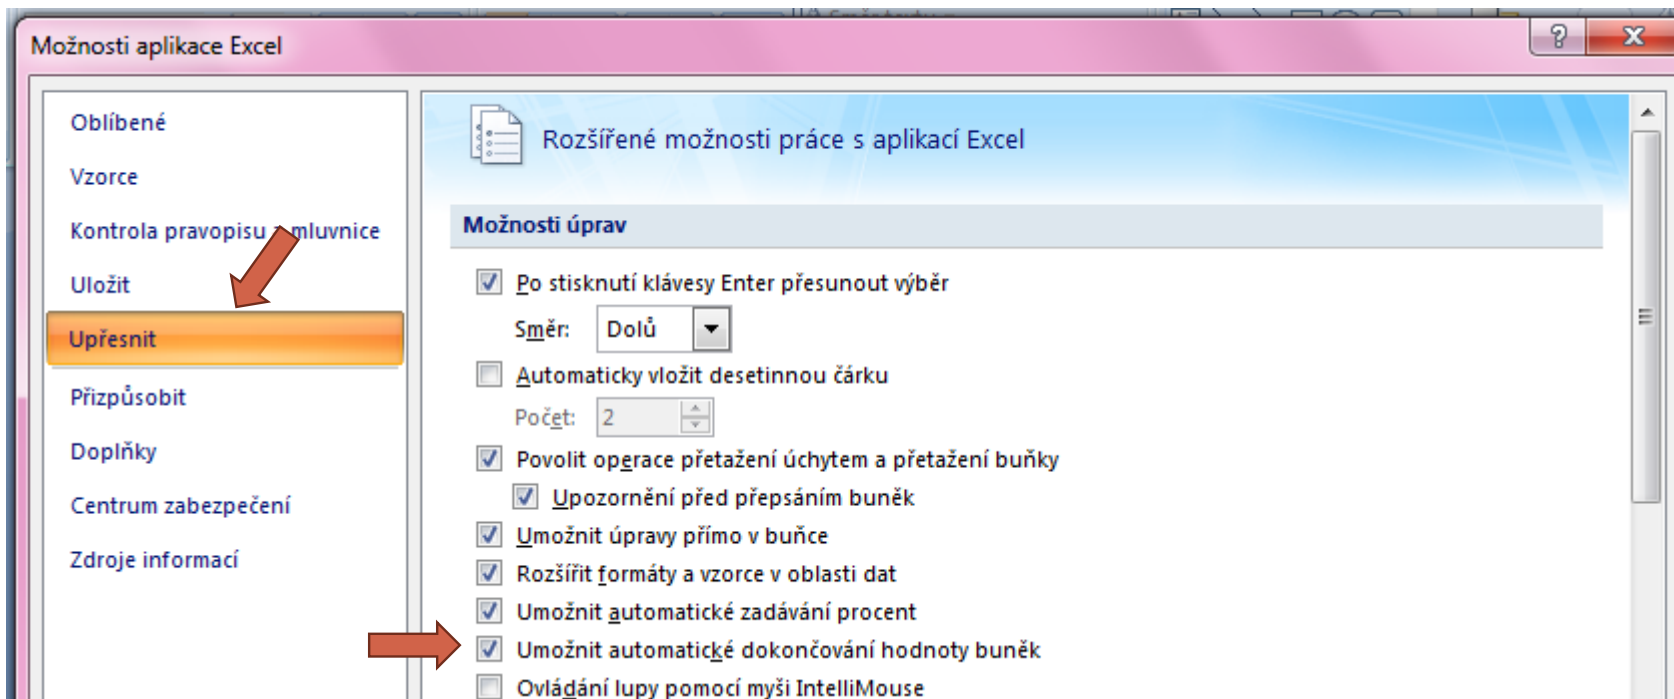 Možnosti aplikace Excel
Oblíbené
Vzorce
Kontrola pravopisu a mluvnice
Uložit
Upřesnit
Přizpůsobit
Doplňky
Centrum zabezpečení
Zdroje informací
Rozšířené možnosti práce s aplikací Excel
Možnosti úprav
Po stisknutí klávesy Enter přesunout výběr
Směr: Dolů
Automaticky vložit desetinnou čárku
Počet: 2
Povolit operace přetažení úchytem a přetažení buňky
Upozornění před přepsáním buněk
Umožnit úpravy přímo v buňce
Rozšířit formáty a vzorce v oblasti dat
Umožnit automatické zadávání procent
Umožnit automatické dokončování hodnoty buněk
Ovládání lupy pomocí myši IntelliMouse